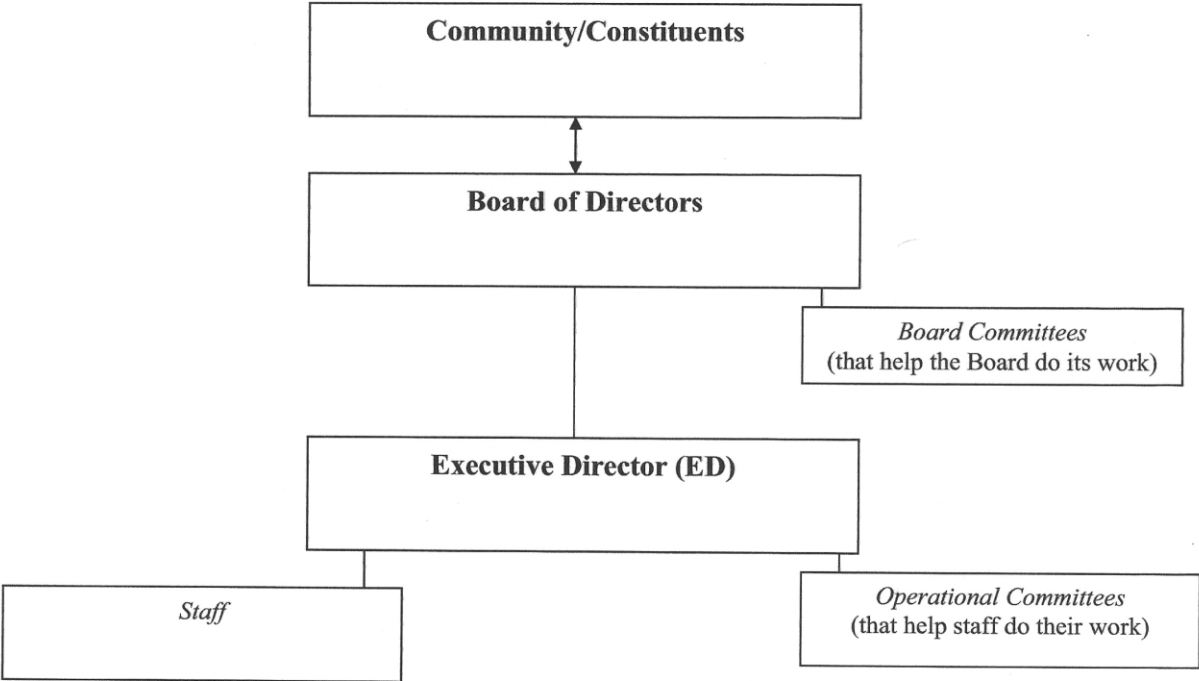 Community/Constituents
Board of Directors
Board Committees
(that help the Board do its work)
Executive Director (ED)
Staff
Operational Committees
(that help staff do their work)